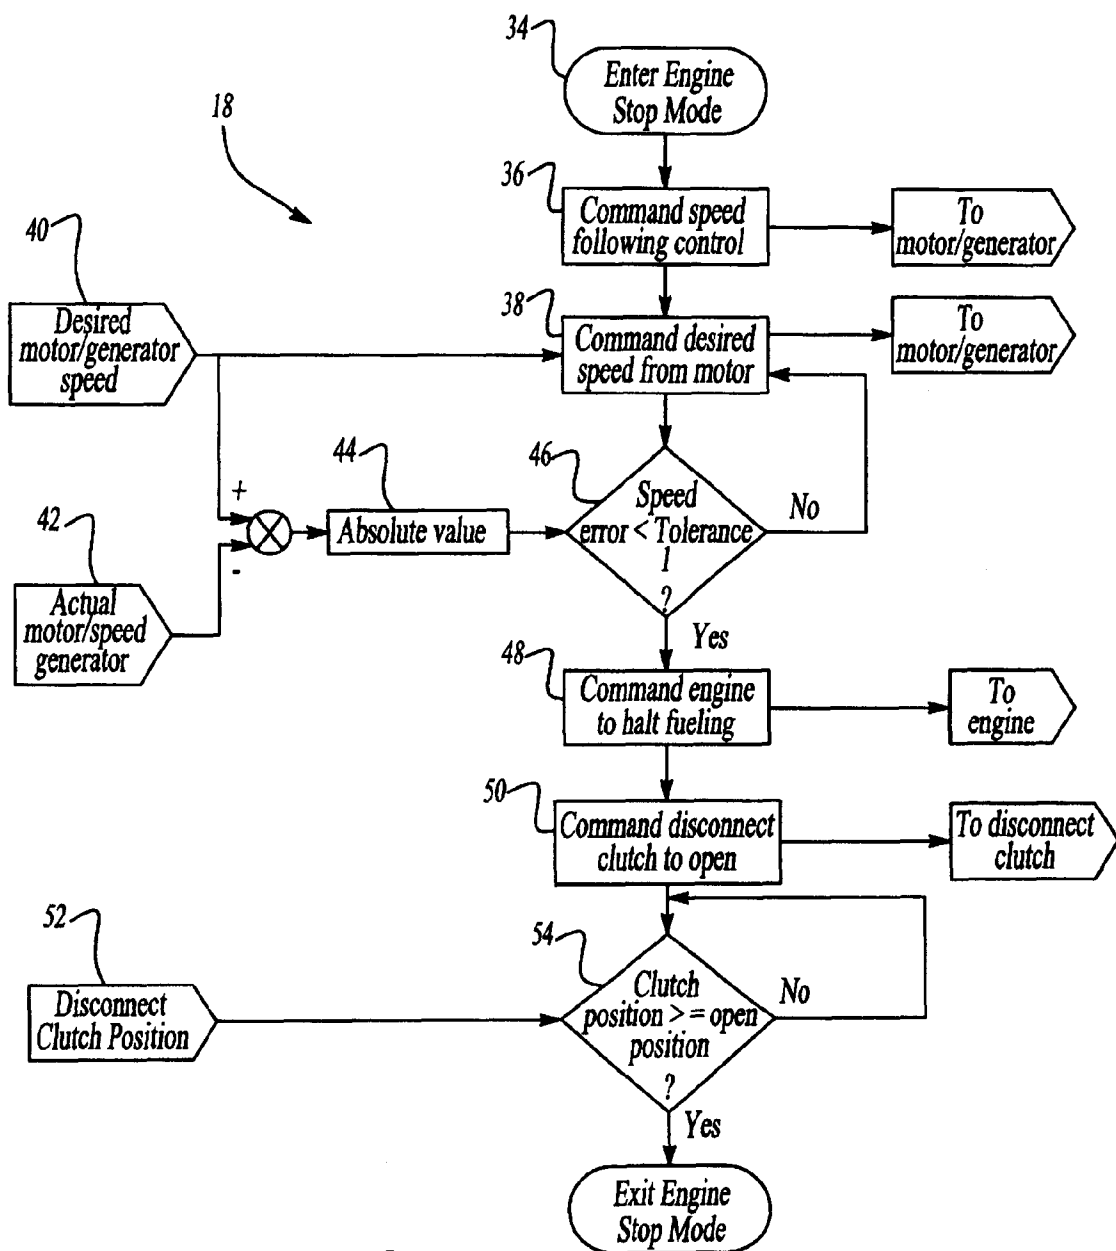 34
Enter Engine
Stop Mode
18
36
Command speed
following control
To
motor/generator
40
38
Desired
motor/generator
speed
Command desired
speed from motor
To
motor/generator
44
46
+
Absolute value
Speed
error < Tolerance
1
?
No
42
-
Actual
motor/speed
generator
Yes
48
Command engine
to halt fueling
To
engine
50
Command disconnect
clutch to open
To disconnect
clutch
52
54
Disconnect
Clutch Position
Clutch
position > = open
position
?
No
Yes
Exit Engine
Stop Mode